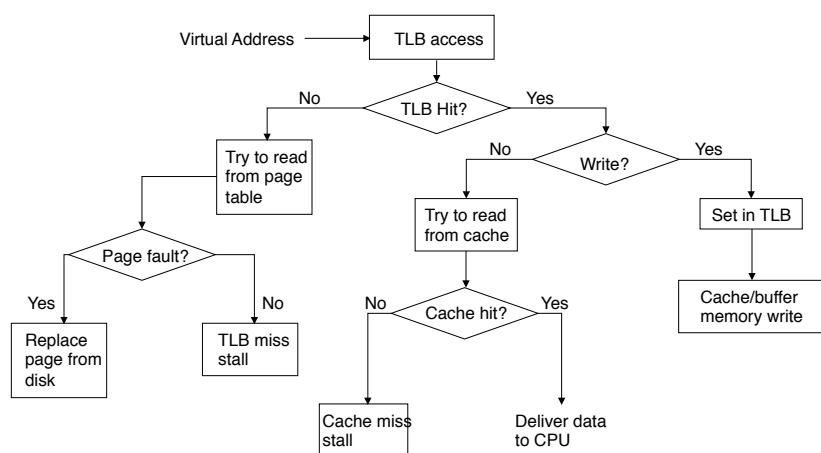 Virtual Address
TLB access
No
TLB Hit?
Yes
Try to read
from page
table
No
Write?
Yes
Try to read
from cache
Set in TLB
Page fault?
Yes
No
No
Cache hit?
Yes
Cache/buffer
memory write
Replace
page from
disk
TLB miss
stall
Cache miss
stall
Deliver data
to CPU